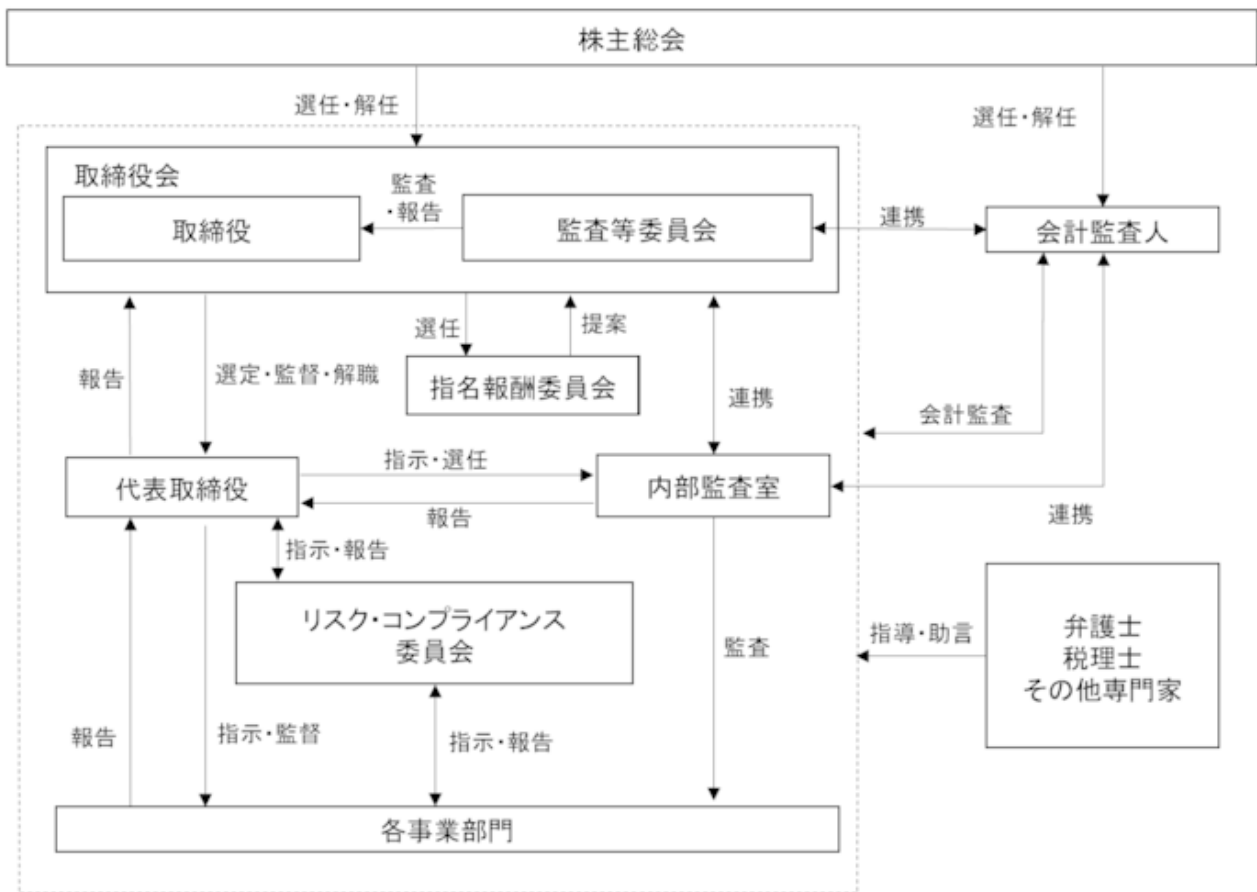 株主総会
選任・解任
選任・解任
取締役会
監査
・報告
取締役
監査等委員会
連携
会計監査人
選任
提案
報告
選定・監督・解職
指名報酬委員会
連携
会計監査
指示・選任
代表取締役
内部監査室
報告
連携
指示・報告
リスク・コンプライアンス
委員会
監査
指導・助言
弁護士
税理士
その他専門家
報告
指示・監督
指示・報告
各事業部門